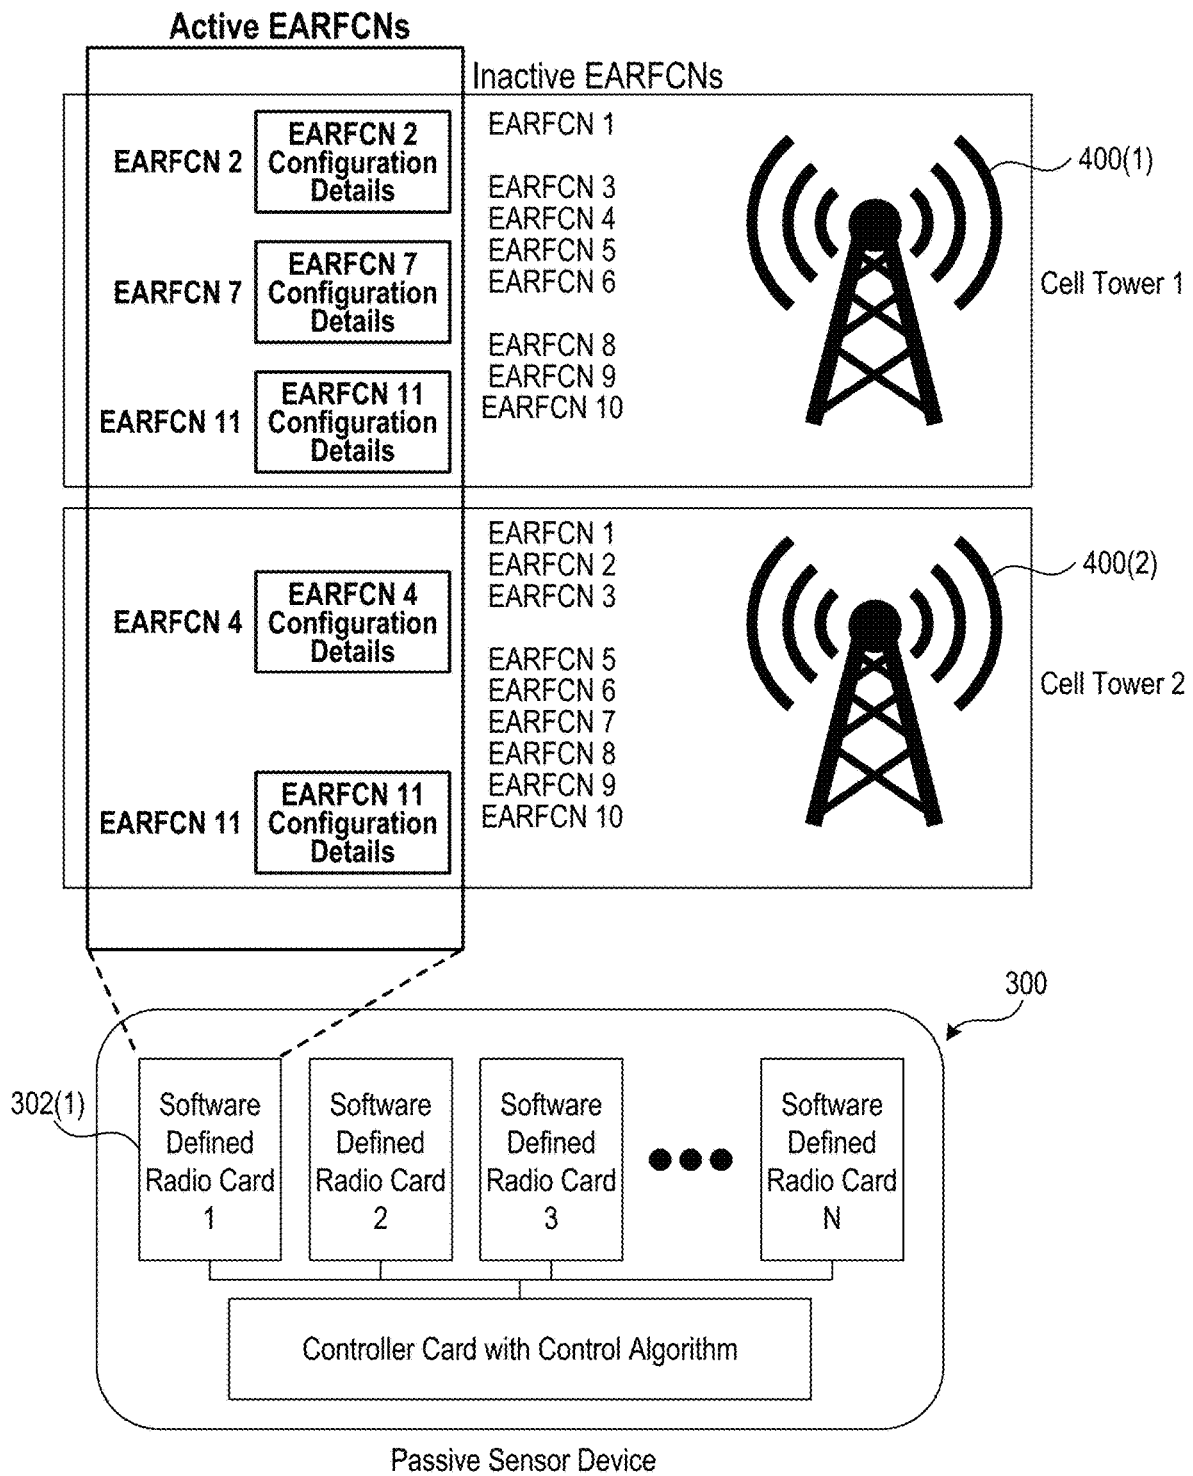 Active EARFCNs
Inactive EARFCNs
EARFCN 2
EARFCN 2
Configuration
Details
EARFCN 7
EARFCN 7
Configuration
Details
EARFCN 11
EARFCN 11
Configuration
Details
EARFCN 1
EARFCN 3
EARFCN 4
EARFCN 5
EARFCN 6
EARFCN 8
EARFCN 9
EARFCN 10
400(1)
Cell Tower 1
EARFCN 4
EARFCN 4
Configuration
Details
EARFCN 11
EARFCN 11
Configuration
Details
EARFCN 1
EARFCN 2
EARFCN 3
EARFCN 5
EARFCN 6
EARFCN 7
EARFCN 8
EARFCN 9
EARFCN 10
400(2)
Cell Tower 2
300
302(1)
Software
Defined
Radio Card
1
Software
Defined
Radio Card
2
Software
Defined
Radio Card
3
Software
Defined
Radio Card
N
Controller Card with Control Algorithm
Passive Sensor Device